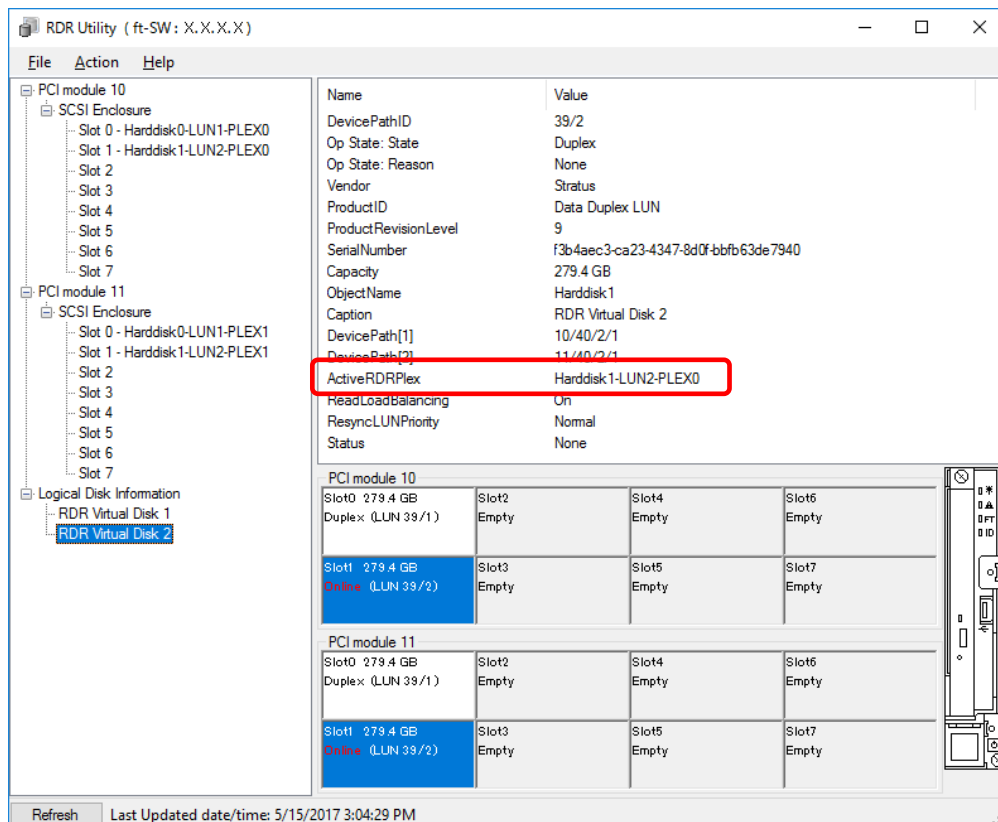 RDR Utility ( ft-SW : X.X.X.X )
File Action Help
PCI module 10
SCSI Enclosure
Slot 0 - Harddisk0-LUN1-PLEX0
Slot 1 - Harddisk1-LUN2-PLEX0
Slot 2
Slot 3
Slot 4
Slot 5
Slot 6
Slot 7
PCI module 11
SCSI Enclosure
Slot 0 - Harddisk0-LUN1-PLEX1
Slot 1 - Harddisk1-LUN2-PLEX1
Slot 2
Slot 3
Slot 4
Slot 5
Slot 6
Slot 7
Logical Disk Information
RDR Virtual Disk 1
RDR Virtual Disk 2
Name Value
DevicePathID 39/2
Op State: State Duplex
Op State: Reason None
Vendor Stratus
ProductID Data Duplex LUN
ProductRevisionLevel 9
SerialNumber f3b4aec3-ca23-4347-8d0f-bbfb63de7940
Capacity 279.4 GB
ObjectName Harddisk1
Caption RDR Virtual Disk 2
DevicePath[1] 10/40/2/1
DevicePath[2] 11/40/2/1
ActiveRDRPlex Harddisk1-LUN2-PLEX0
ReadLoadBalancing On
ResyncLUNPriority Normal
Status None
PCI module 10
Slot0 279.4 GB Slot2 Slot4 Slot6
Duplex (LUN 39/1) Empty Empty Empty
Slot1 279.4 GB Slot3 Slot5 Slot7
Online (LUN 39/2) Empty Empty Empty
PCI module 11
Slot0 279.4 GB Slot2 Slot4 Slot6
Duplex (LUN 39/1) Empty Empty Empty
Slot1 279.4 GB Slot3 Slot5 Slot7
Online (LUN 39/2) Empty Empty Empty
FT
ID
Refresh Last Updated date/time: 5/15/2017 3:04:29 PM